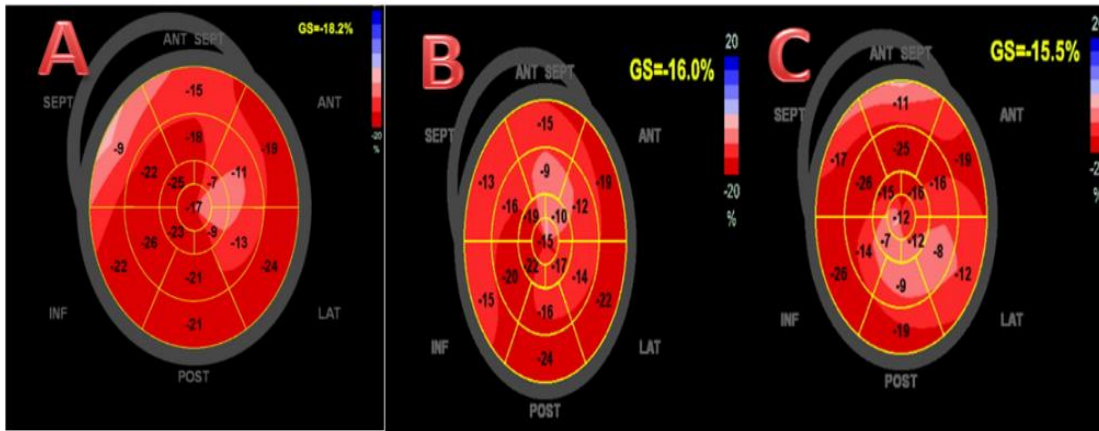 A
GS=-18.2%
ANT SEPT
SEPT
ANT
-20
%
-15
-9
-18
-19
-22
-25
-7
-11
-17
-26
-23
-9
-13
-22
-21
-24
-21
INF
LAT
POST
B
GS=-16.0%
20
ANT SEPT
SEPT
ANT
-20
%
-15
-13
-9
-19
-16
-19
-10
-12
-15
-20
-22
-17
-14
-15
-16
-22
-24
INF
LAT
POST
C
GS=-15.5%
20
ANT SEPT
SEPT
ANT
%
-11
-17
-25
-19
-26
-15
-16
-16
-12
-14
-7
-12
-8
-26
-9
-12
-19
INF
LAT
POST